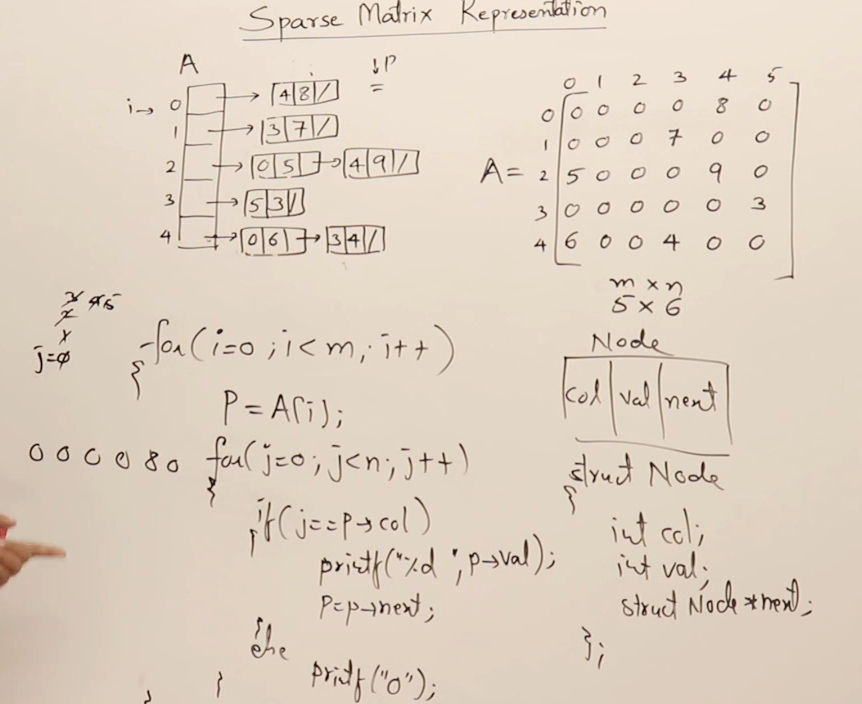 Sparse Matrix Representation
A
i→ 0 → 4 8 /
1 → 3 7 /
2 → 0 5 → 4 9 /
3 → 5 3 /
4 → 0 6 → 3 4 /
↓P
=
0 1 2 3 4 5
0 0 0 0 0 8 0
1 0 0 0 7 0 0
A= 2 5 0 0 0 9 0
3 0 0 0 0 0 3
4 6 0 0 4 0 0
m × n
5 × 6
4 5
j=0
for(i=0 ; i<m; i++)
{
P = A[i];
0 0 0 0 8 0
for(j=0; j<n; j++)
{
if(j==p→col)
{
printf("%d ", p→val);
P=p→next;
}
else
printf("0");
}
}
Node
col val next
struct Node
{
int col;
int val;
struct Node *next;
};